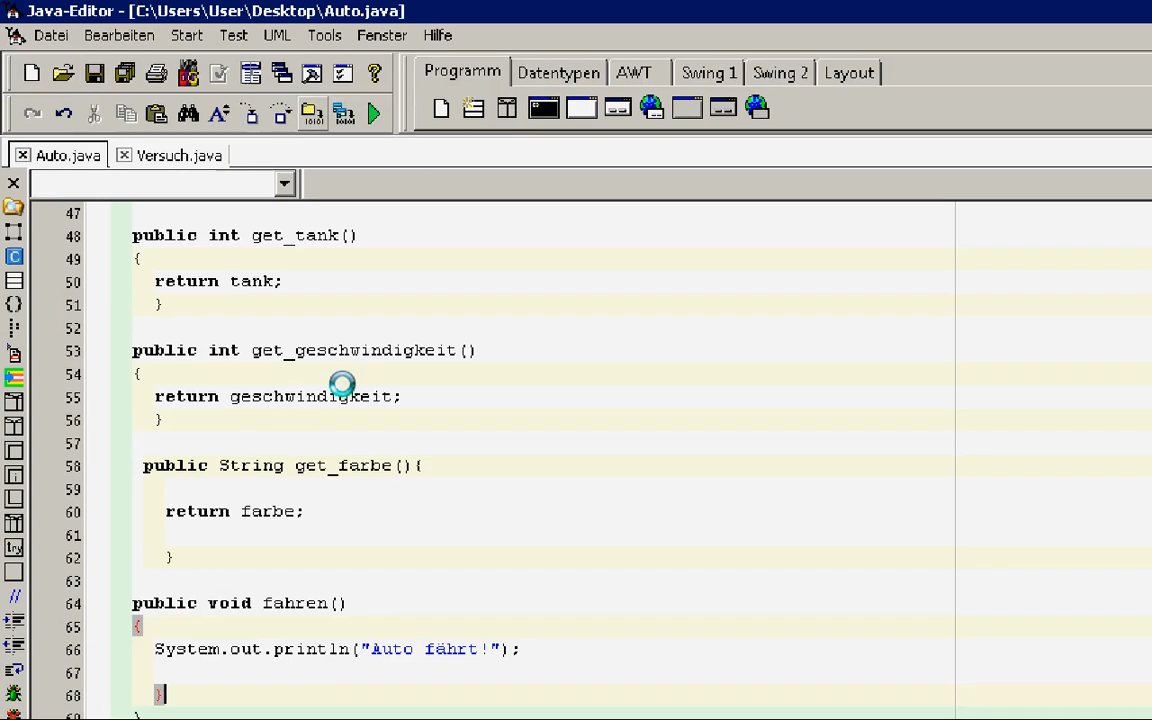 Java-Editor - [C:\Users\User\Desktop\Auto.java]
Datei Bearbeiten Start Test UML Tools Fenster Hilfe
Programm Datentypen AWT Swing 1 Swing 2 Layout
Auto.java Versuch.java
47
48 public int get_tank()
49 {
50 return tank;
51 }
52
53 public int get_geschwindigkeit()
54 {
55 return geschwindigkeit;
56 }
57
58 public String get_farbe(){
59
60 return farbe;
61
62 }
63
64 public void fahren()
65 {
66 System.out.println("Auto fährt!");
67
68 }
69 }